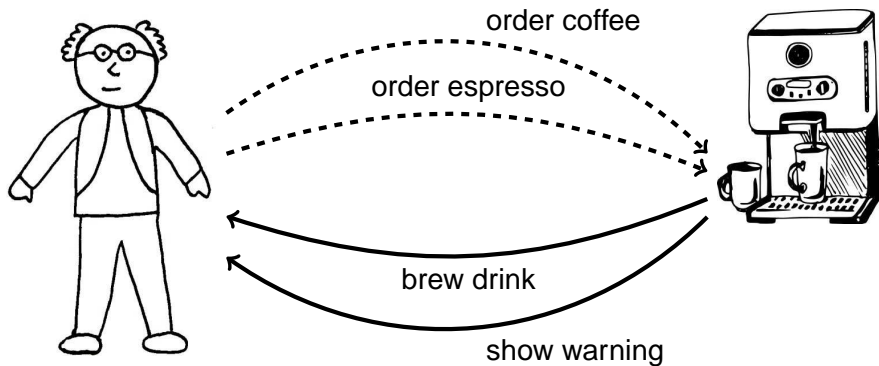 order coffee
order espresso
brew drink
show warning